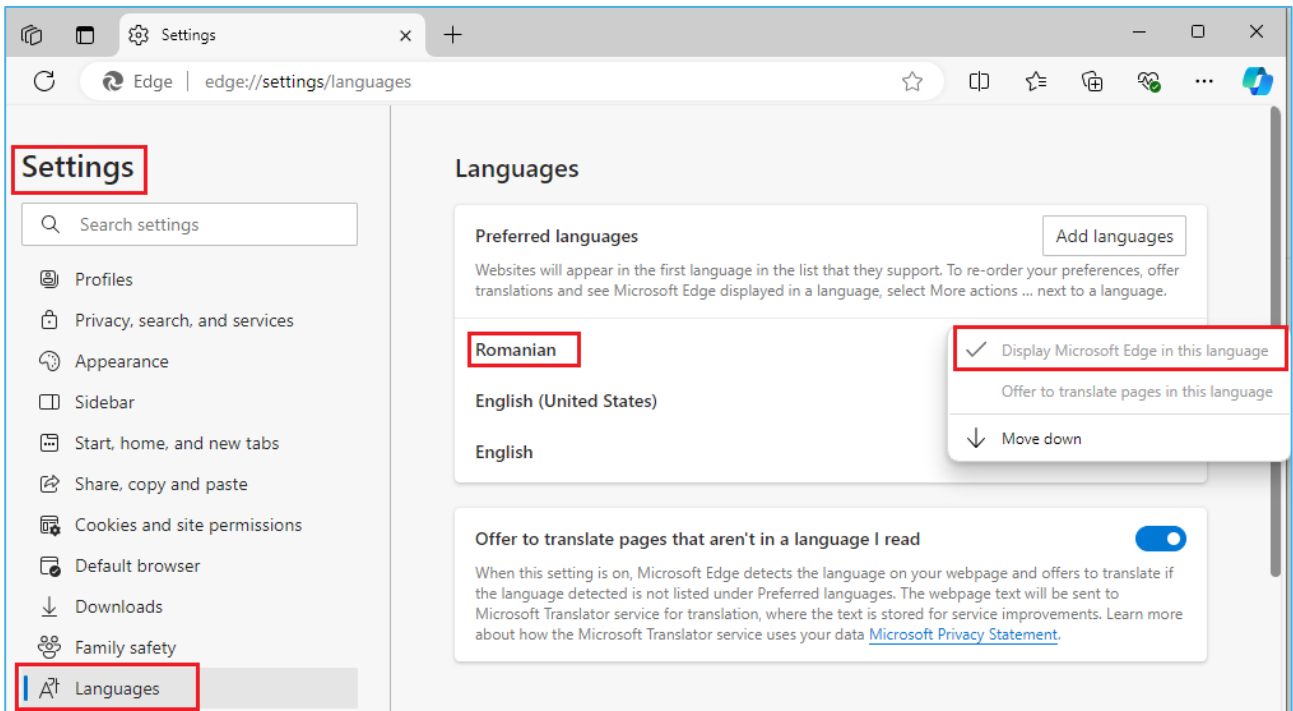 Settings
Edge
edge://settings/languages
Settings
Search settings
Profiles
Privacy, search, and services
Appearance
Sidebar
Start, home, and new tabs
Share, copy and paste
Cookies and site permissions
Default browser
Downloads
Family safety
Languages
Languages
Preferred languages
Add languages
Websites will appear in the first language in the list that they support. To re-order your preferences, offer
translations and see Microsoft Edge displayed in a language, select More actions ... next to a language.
Romanian
English (United States)
English
Display Microsoft Edge in this language
Offer to translate pages in this language
Move down
Offer to translate pages that aren't in a language I read
When this setting is on, Microsoft Edge detects the language on your webpage and offers to translate if
the language detected is not listed under Preferred languages. The webpage text will be sent to
Microsoft Translator service for translation, where the text is stored for service improvements. Learn more
about how the Microsoft Translator service uses your data Microsoft Privacy Statement.